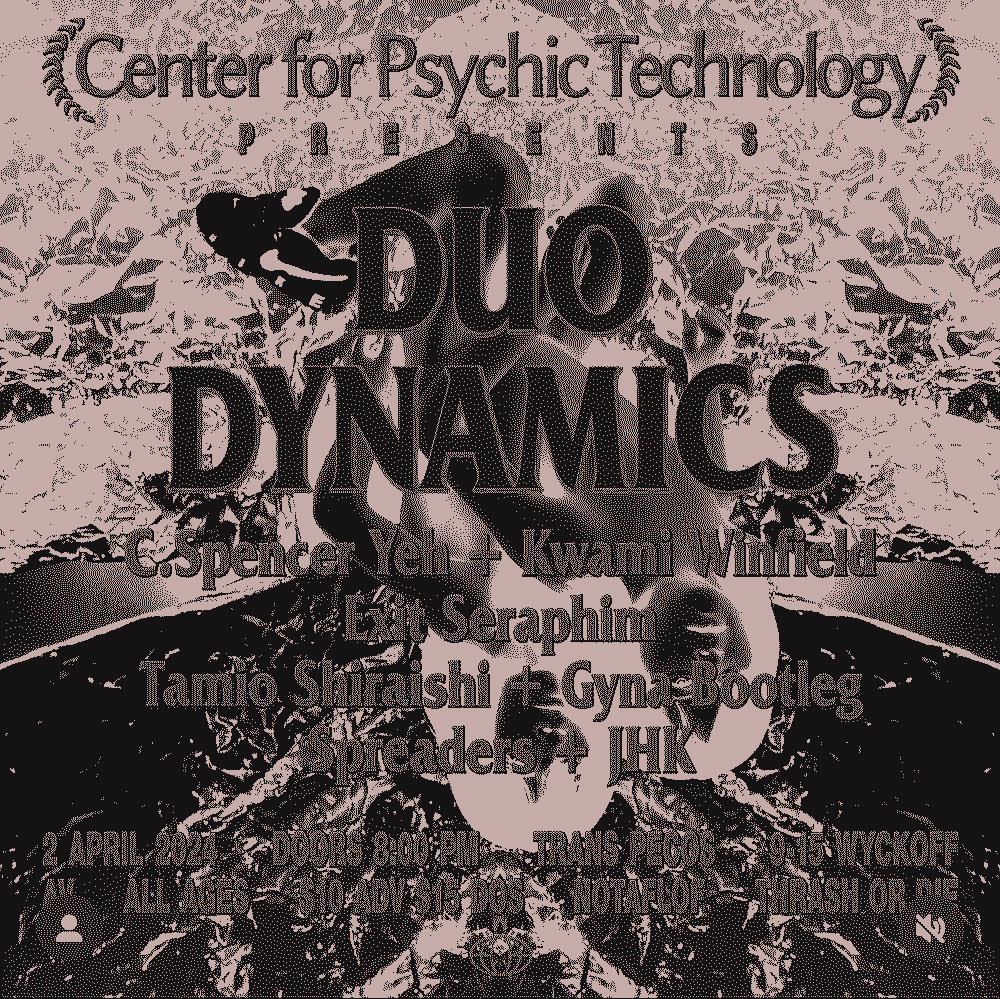 Center for Psychic Technology
PRESENTS
DUO
DYNAMICS
C.Spencer Yeh + Kwami Winfield
Exit Seraphim
Tamio Shiraishi + Gyna Bootleg
Spreaders + JHK
2 APRIL DOORS 8:00 PM TRANS PECOS 9-15 WYCKOFF
AV ALL AGES $10 ADV $15 DOS NOTAFLOF THRASH OR DIE